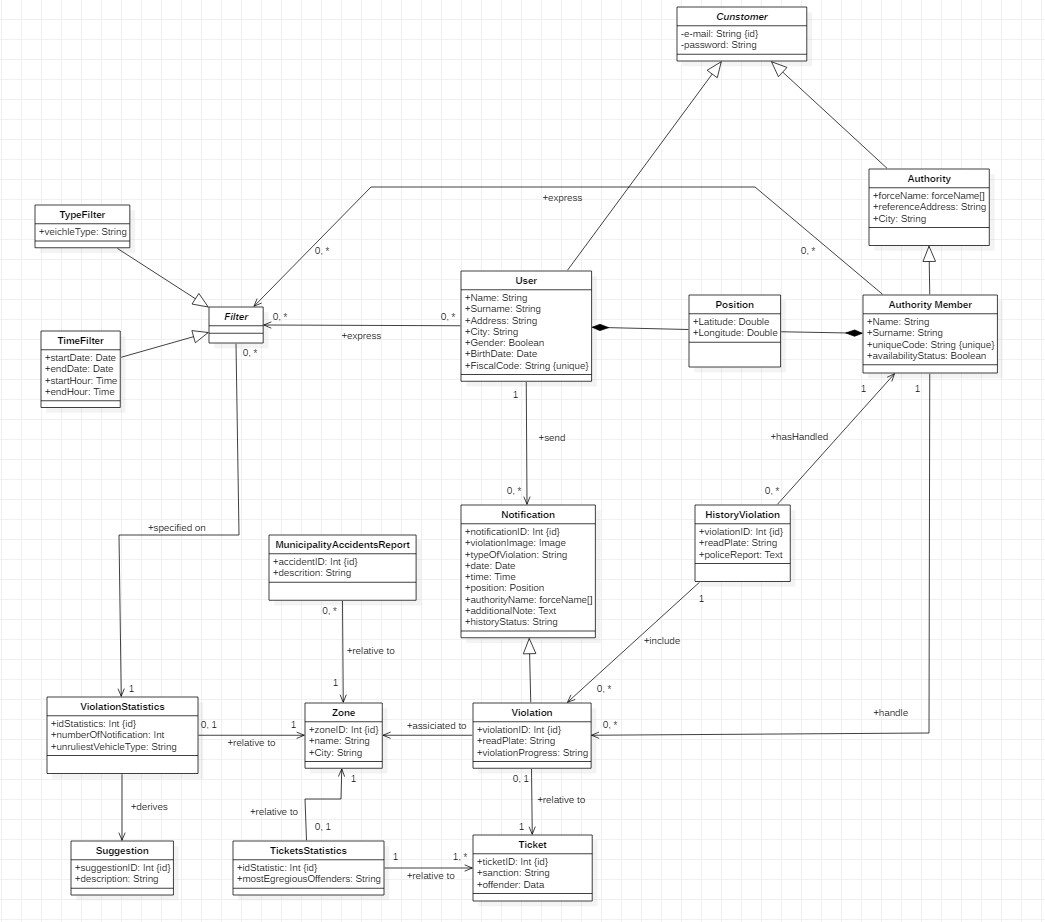 Cunstomer
-e-mail: String {id}
-password: String
Authority
+forceName: forceName[]
+referenceAddress: String
+City: String
+express
TypeFilter
+veichleType: String
0, *
0, *
User
+Name: String
+Surname: String
+Address: String
+City: String
+Gender: Boolean
+BirthDate: Date
+FiscalCode: String {unique}
Position
+Latitude: Double
+Longitude: Double
Authority Member
+Name: String
+Surname: String
+uniqueCode: String {unique}
+availabilityStatus: Boolean
Filter
0, *
0, *
+express
0, *
TimeFilter
+startDate: Date
+endDate: Date
+startHour: Time
+endHour: Time
1
+send
0, *
1
1
+hasHandled
0, *
+specified on
MunicipalityAccidentsReport
+accidentID: Int {id}
+descrition: String
0, *
+relative to
1
Notification
+notificationID: Int {id}
+violationImage: Image
+typeOfViolation: String
+date: Date
+time: Time
+position: Position
+authorityName: forceName[]
+additionalNote: Text
+historyStatus: String
HistoryViolation
+violationID: Int {id}
+readPlate: String
+policeReport: Text
1
+include
0, *
1
ViolationStatistics
+idStatistics: Int {id}
+numberOfNotification: Int
+unruliestVehicleType: String
0, 1
1
+relative to
Zone
+zoneID: Int {id}
+name: String
+City: String
+assiciated to
Violation
+violationID: Int {id}
+readPlate: String
+violationProgress: String
0, *
+handle
1
+derives
+relative to
0, 1
0, 1
+relative to
1
Suggestion
+suggestionID: Int {id}
+description: String
TicketsStatistics
+idStatistic: Int {id}
+mostEgregiousOffenders: String
1
1, *
+relative to
Ticket
+ticketID: Int {id}
+sanction: String
+offender: Data